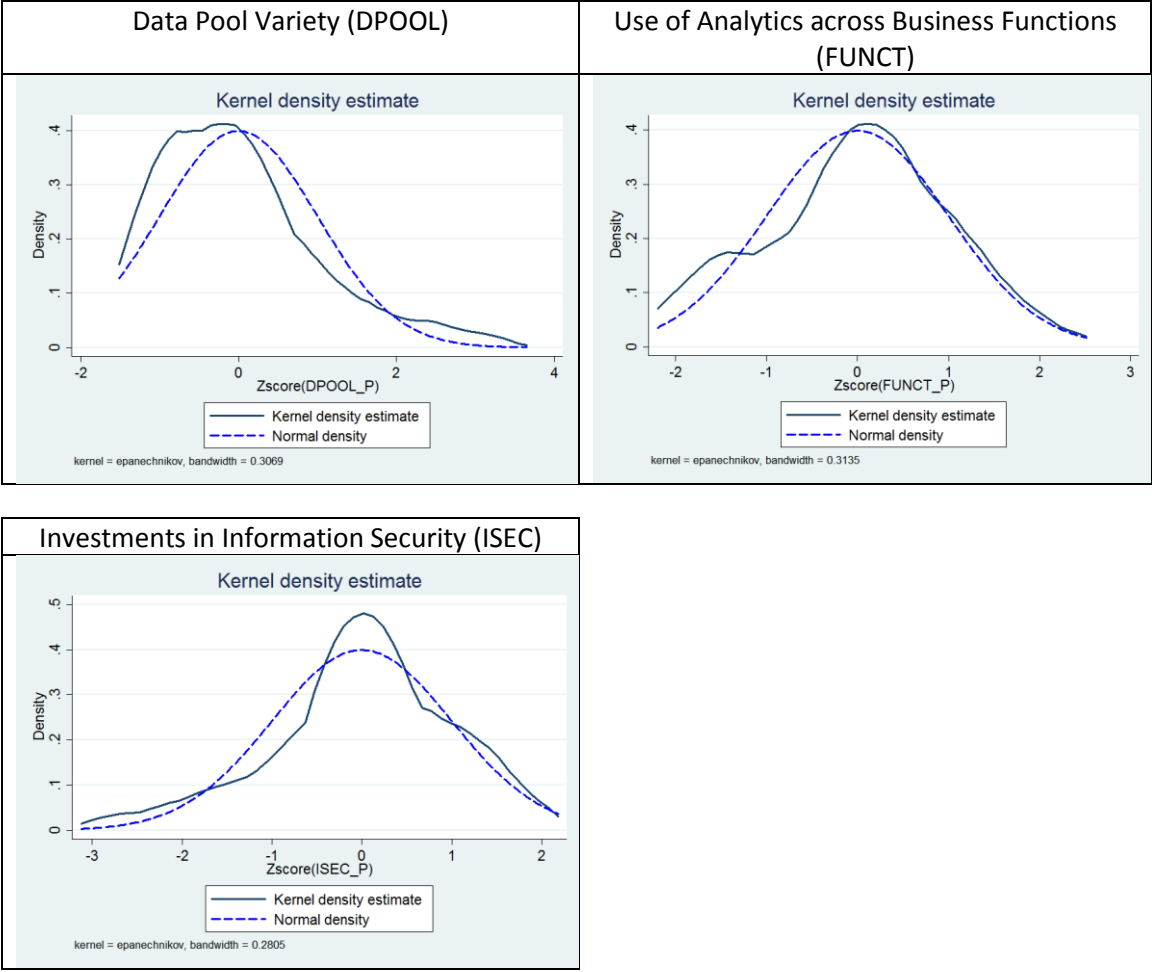 Data Pool Variety (DPOOL)
Use of Analytics across Business Functions
(FUNCT)
Kernel density estimate
.4
.3
.2
.1
0
Density
-2
0
2
4
Zscore(DPOOL_P)
Kernel density estimate
Normal density
kernel = epanechnikov, bandwidth = 0.3069
Kernel density estimate
.4
.3
.2
.1
0
Density
-2
-1
0
1
2
3
Zscore(FUNCT_P)
Kernel density estimate
Normal density
kernel = epanechnikov, bandwidth = 0.3135
Investments in Information Security (ISEC)
Kernel density estimate
.5
.4
.3
.2
.1
0
Density
-3
-2
-1
0
1
2
Zscore(ISEC_P)
Kernel density estimate
Normal density
kernel = epanechnikov, bandwidth = 0.2805